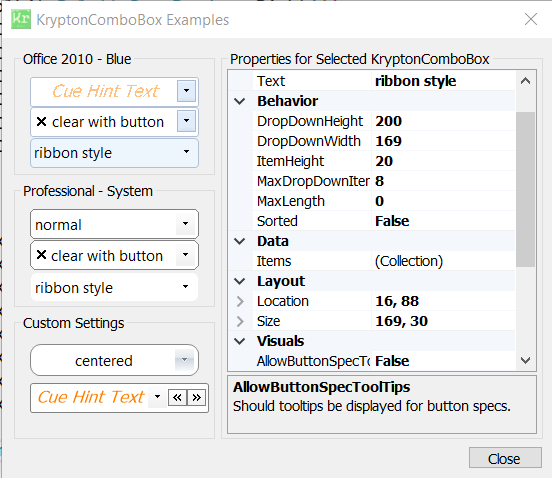 Kr KryptonComboBox Examples
Office 2010 - Blue
Cue Hint Text
clear with button
ribbon style
Professional - System
normal
clear with button
ribbon style
Custom Settings
centered
Cue Hint Text
Properties for Selected KryptonComboBox
Text ribbon style
Behavior
DropDownHeight 200
DropDownWidth 169
ItemHeight 20
MaxDropDownIter 8
MaxLength 0
Sorted False
Data
Items (Collection)
Layout
Location 16, 88
Size 169, 30
Visuals
AllowButtonSpecTo False
AllowButtonSpecToolTips
Should tooltips be displayed for button specs.
Close